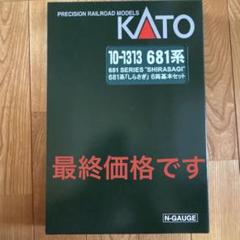 PRECISION RAILROAD MODELS
KATO
10-1313 681系
681 SERIES "SHIRASAGI"
681系「しらさぎ」6両基本セット
最終価格です
N-GAUGE